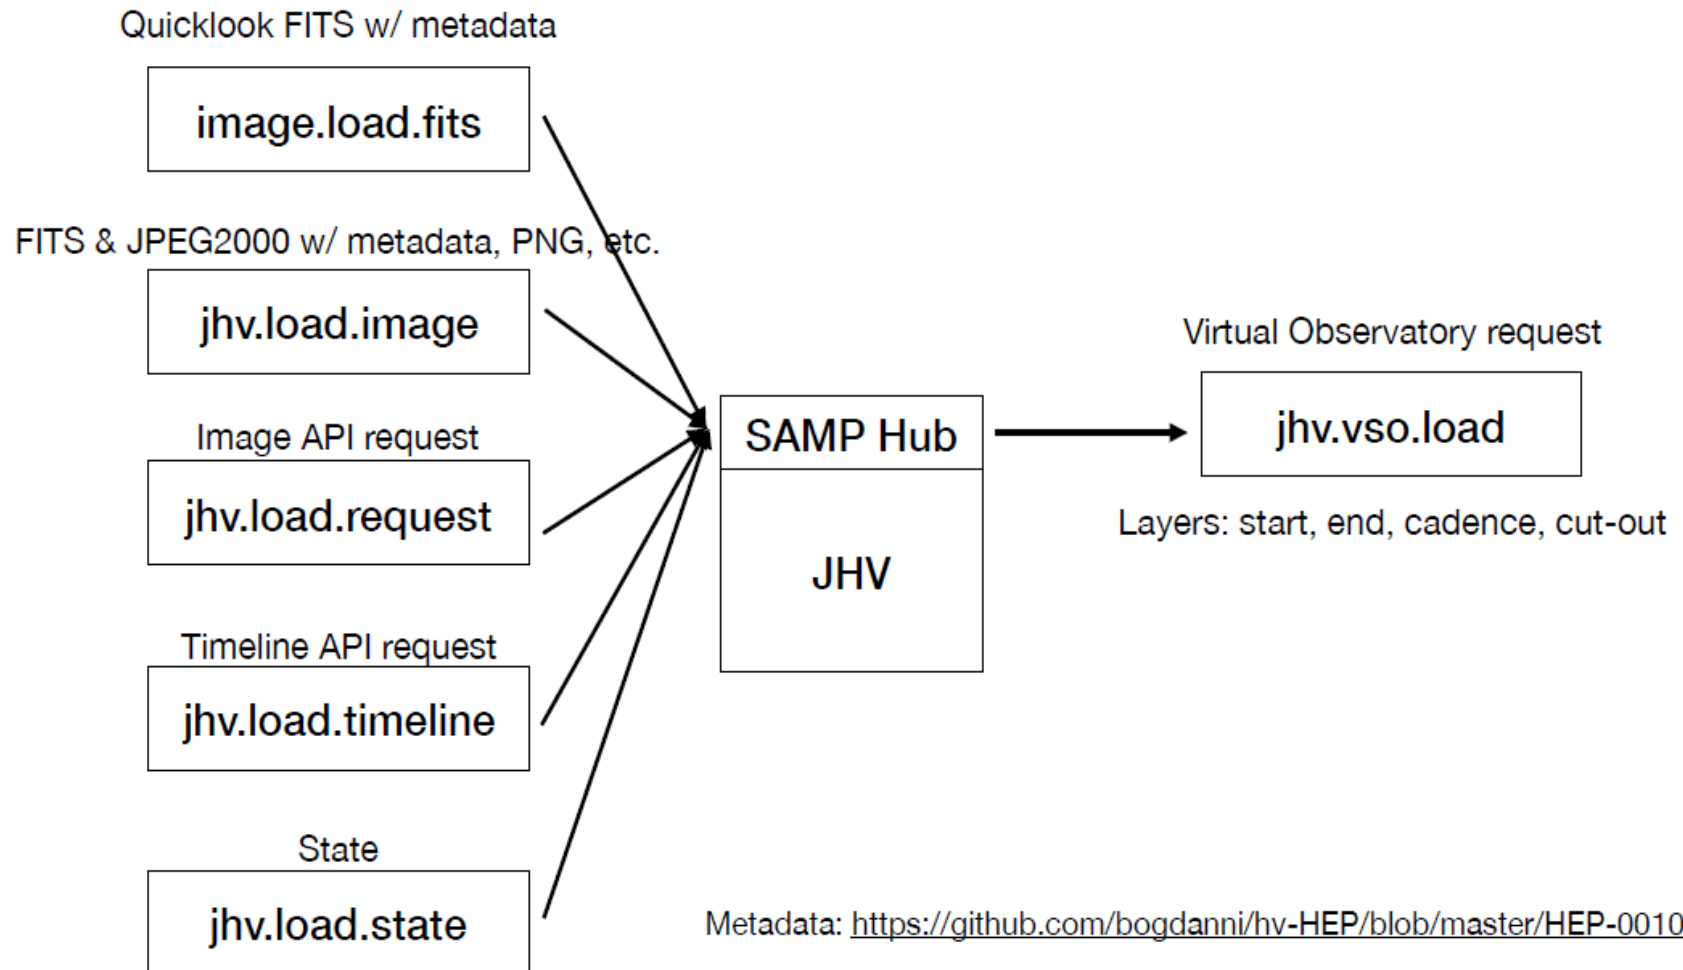 Quicklook FITS w/ metadata
image.load.fits
FITS & JPEG2000 w/ metadata, PNG, etc.
jhv.load.image
Image API request
jhv.load.request
Timeline API request
jhv.load.timeline
State
jhv.load.state
SAMP Hub
JHV
Virtual Observatory request
jhv.vso.load
Layers: start, end, cadence, cut-out
Metadata: https://github.com/bogdanni/hv-HEP/blob/master/HEP-0010